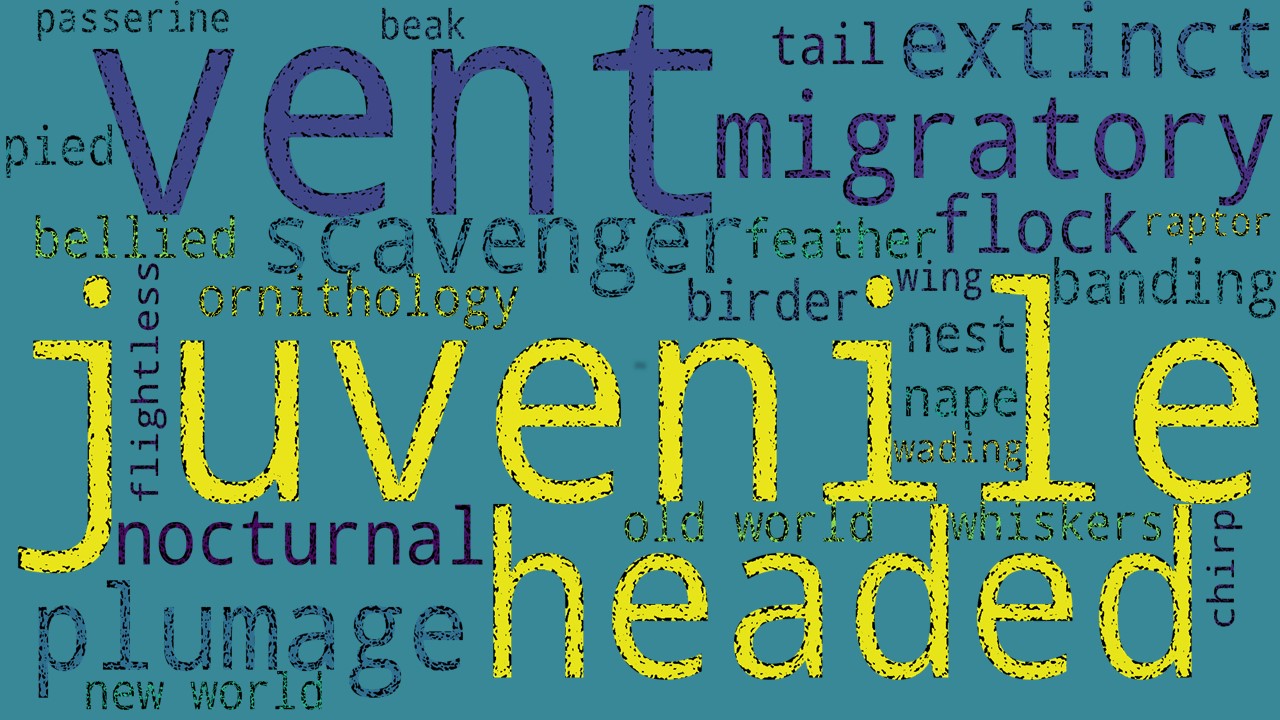 passerine
beak
tail
extinct
vent
migratory
pied
bellied
scavenger
feather
flock
raptor
flightless
ornithology
birder
wing
banding
juvenile
nest
nape
wading
nocturnal
old world
whiskers
headed
chirp
plumage
new world